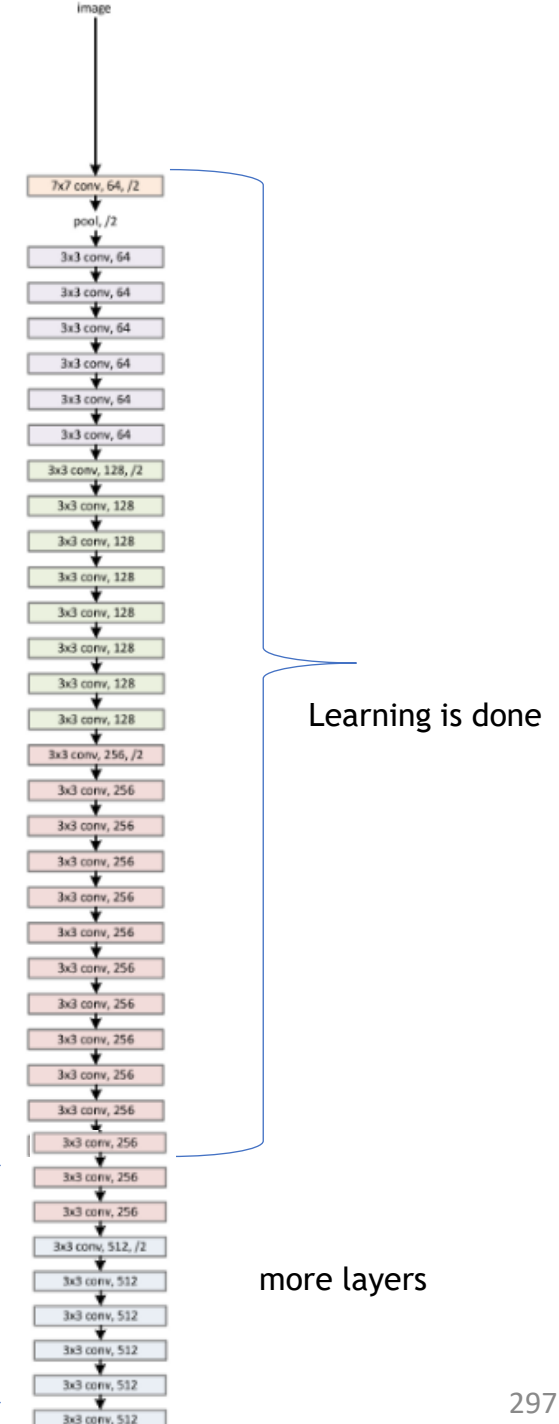 image
7x7 conv, 64, /2
pool, /2
3x3 conv, 64
3x3 conv, 64
3x3 conv, 64
3x3 conv, 64
3x3 conv, 64
3x3 conv, 64
3x3 conv, 128, /2
3x3 conv, 128
3x3 conv, 128
3x3 conv, 128
3x3 conv, 128
3x3 conv, 128
3x3 conv, 128
3x3 conv, 128
Learning is done
3x3 conv, 256, /2
3x3 conv, 256
3x3 conv, 256
3x3 conv, 256
3x3 conv, 256
3x3 conv, 256
3x3 conv, 256
3x3 conv, 256
3x3 conv, 256
3x3 conv, 256
3x3 conv, 256
3x3 conv, 256
3x3 conv, 256
3x3 conv, 256
3x3 conv, 512, /2
3x3 conv, 512
more layers
3x3 conv, 512
3x3 conv, 512
3x3 conv, 512
3x3 conv, 512
297